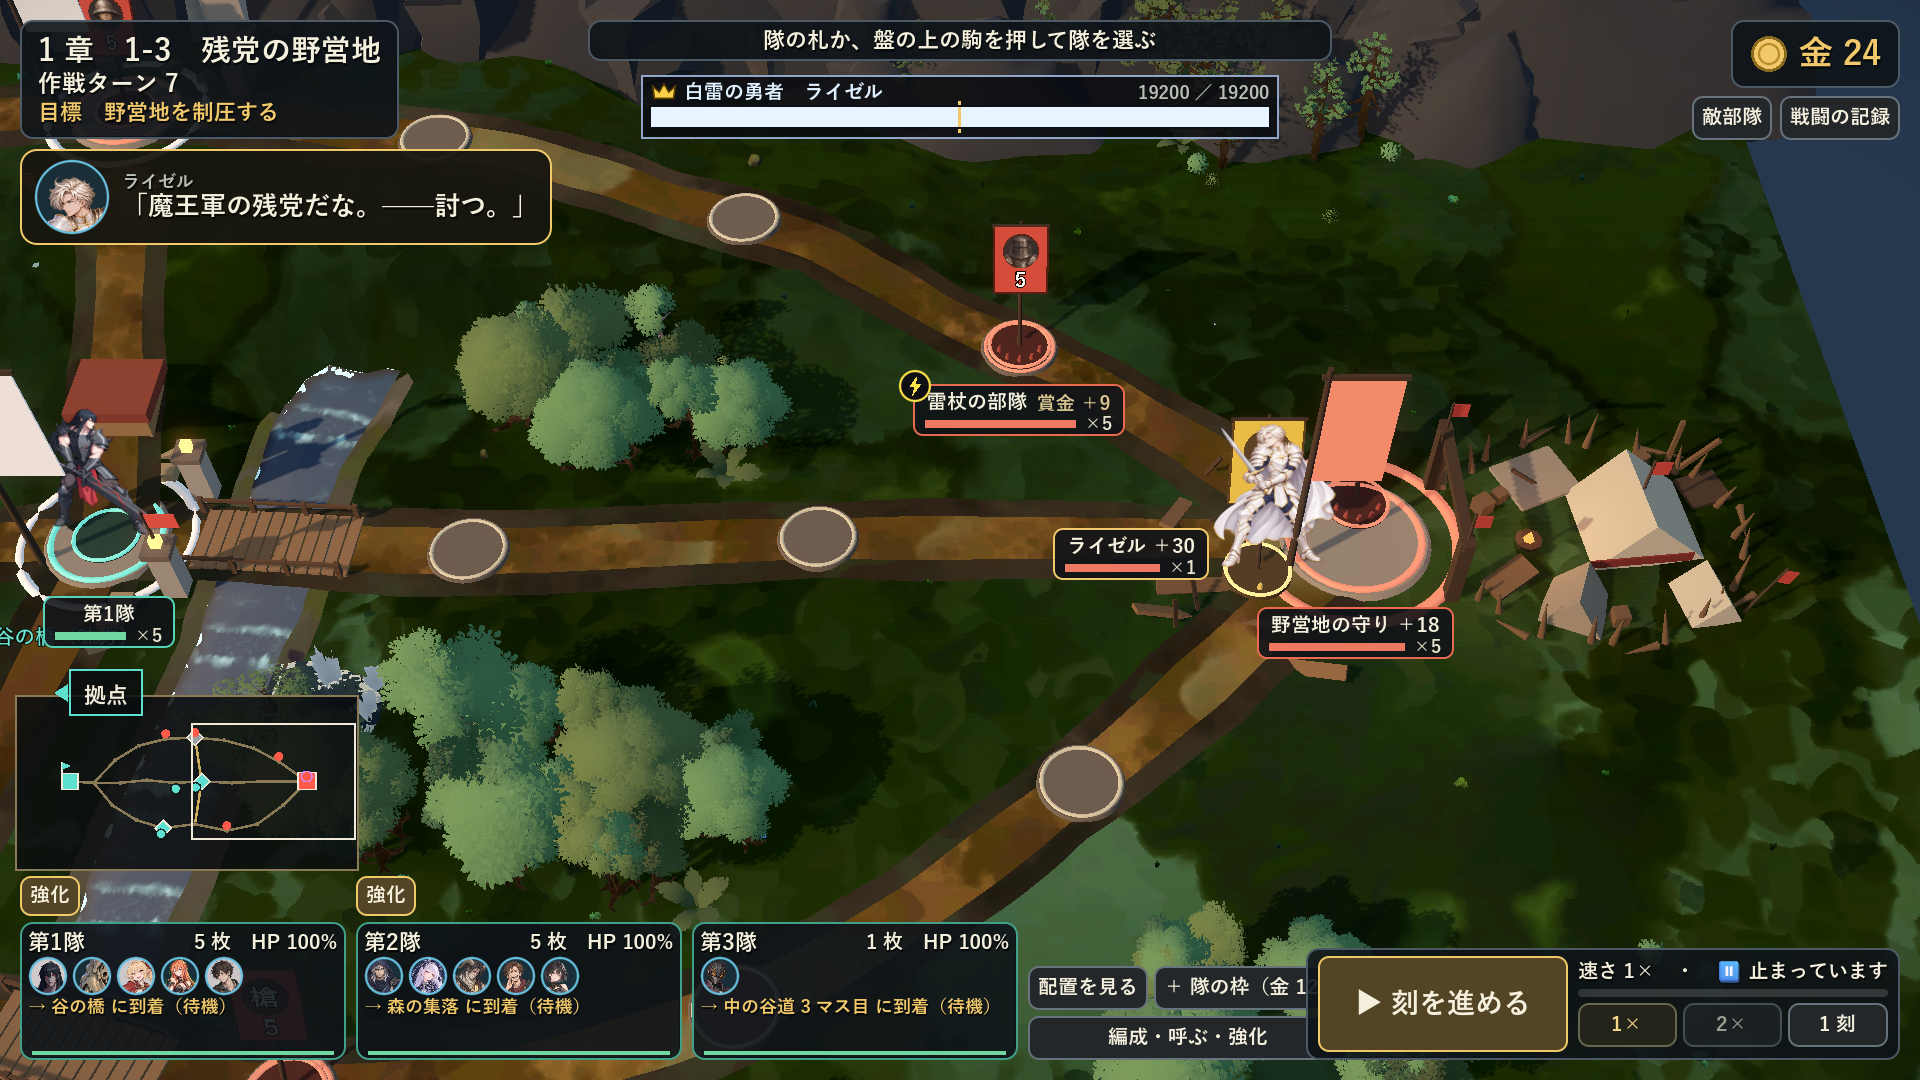 1 章　1-3　残党の野営地
作戦ターン 7
目標　野営地を制圧する
隊の札か、盤の上の駒を押して隊を選ぶ
白雷の勇者　ライゼル
19200 ／ 19200
金 24
敵部隊
戦闘の記録
ライゼル
「魔王軍の残党だな。――討つ。」
5
雷杖の部隊 賞金 +9
×5
ライゼル +30
×1
野営地の守り +18
×5
第1隊
×5
谷の橋
拠点
強化
強化
第1隊 5 枚 HP 100%
→ 谷の橋 に到着（待機）
第2隊 5 枚 HP 100%
→ 森の集落 に到着（待機）
第3隊 1 枚 HP 100%
→ 中の谷道 3 マス目 に到着（待機）
槍
5
配置を見る
＋ 隊の枠（金 1
編成・呼ぶ・強化
▶ 刻を進める
速さ 1× ・ ⏸ 止まっています
1×
2×
1 刻